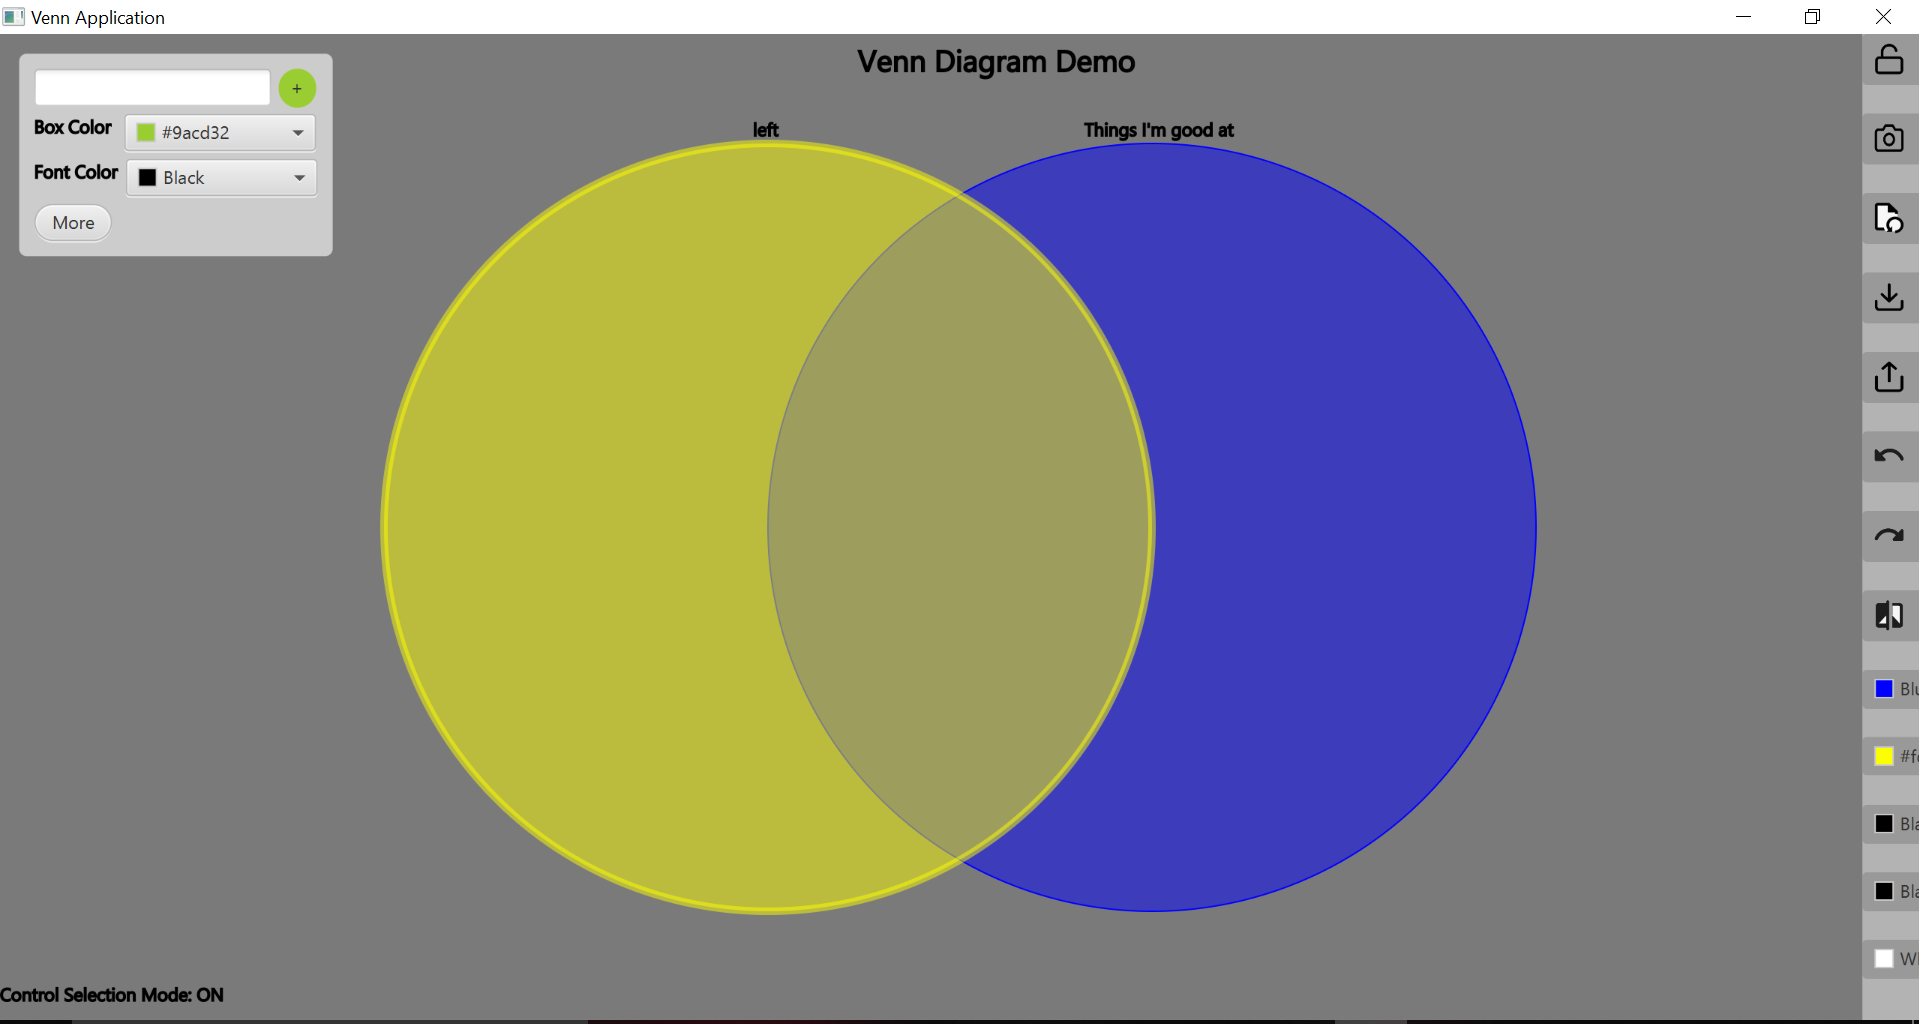 Venn Application
Venn Diagram Demo
+
Box Color
#9acd32
Font Color
Black
More
left
Things I'm good at
Control Selection Mode: ON